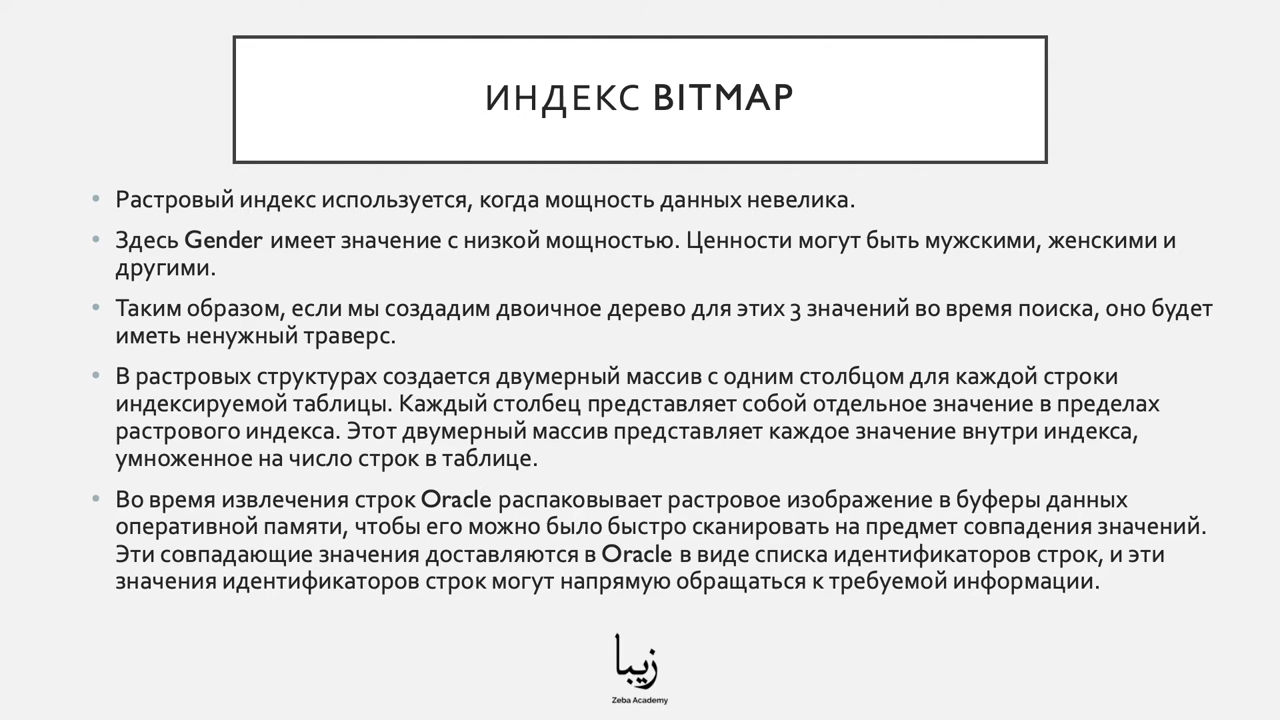 ИНДЕКС BITMAP
• Растровый индекс используется, когда мощность данных невелика.
• Здесь Gender имеет значение с низкой мощностью. Ценности могут быть мужскими, женскими и
другими.
• Таким образом, если мы создадим двоичное дерево для этих 3 значений во время поиска, оно будет
иметь ненужный траверс.
• В растровых структурах создается двумерный массив с одним столбцом для каждой строки
индексируемой таблицы. Каждый столбец представляет собой отдельное значение в пределах
растрового индекса. Этот двумерный массив представляет каждое значение внутри индекса,
умноженное на число строк в таблице.
• Во время извлечения строк Oracle распаковывает растровое изображение в буферы данных
оперативной памяти, чтобы его можно было быстро сканировать на предмет совпадения значений.
Эти совпадающие значения доставляются в Oracle в виде списка идентификаторов строк, и эти
значения идентификаторов строк могут напрямую обращаться к требуемой информации.
زیبا
Zeba Academy